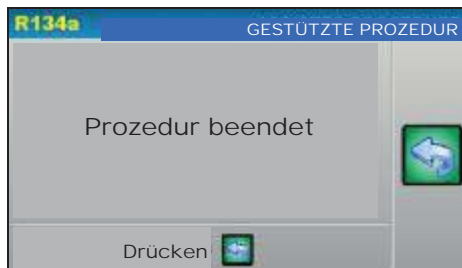 R134a
GESTÜTZTE PROZEDUR
Prozedur beendet
Drücken